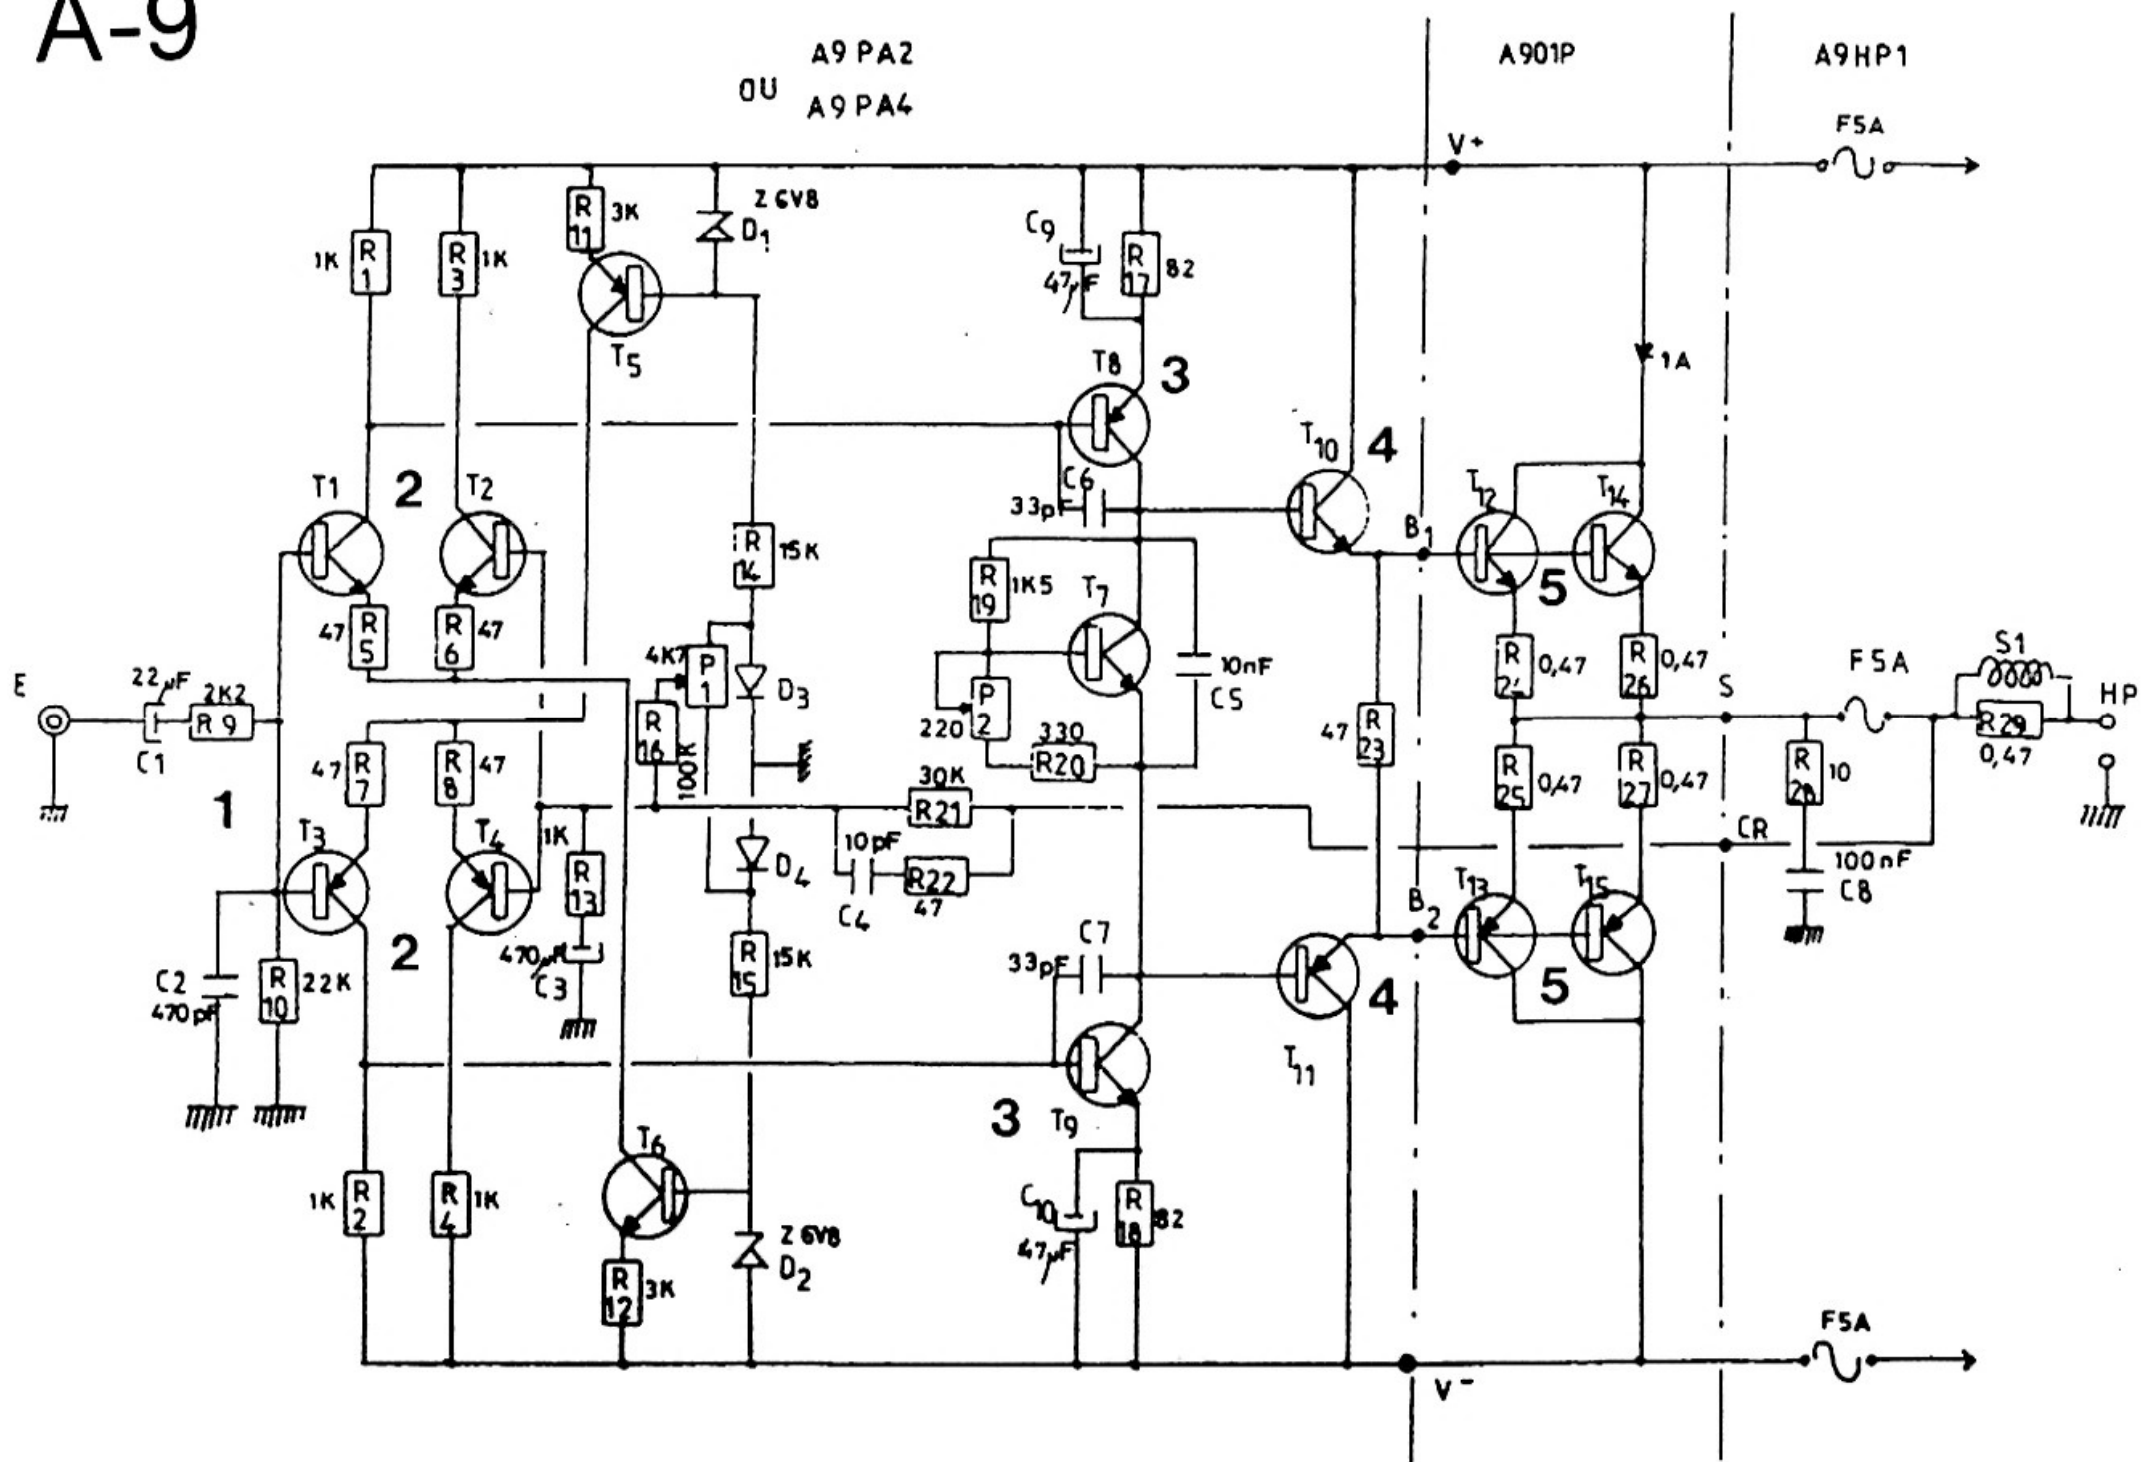 A-9
A9 PA2
OU
A9 PA4
A901P
A9HP1
F5A
V+
R 11
3K
Z 6V8
D1
C9
47µF
R 17
82
1K
R 1
R 3
1K
T5
T8
3
1A
T10
4
T1
2
T2
C6
33pF
R 14
15K
B1
T12
T14
5
R 19
1K5
T7
47
R 5
R 6
47
4K7
P 1
D3
R 16
100K
P 2
220
330
R20
10nF
C5
47
R 23
R 24
0,47
R 26
0,47
S
F5A
S1
HP
R29
0,47
E
22µF
2K2
R9
C1
1
47
R 7
R 8
47
30K
R21
R 25
0,47
R 27
0,47
R 28
10
CR
100nF
C8
T3
T4
1K
R 13
470µF
C3
D4
10pF
C4
R22
47
B2
T13
T15
5
2
C2
470pF
R 10
22K
R 15
15K
C7
33pF
T11
4
3
T9
T6
1K
R 2
R 4
1K
Z 6V8
D2
R 12
3K
C10
47µF
R 18
82
V-
F5A